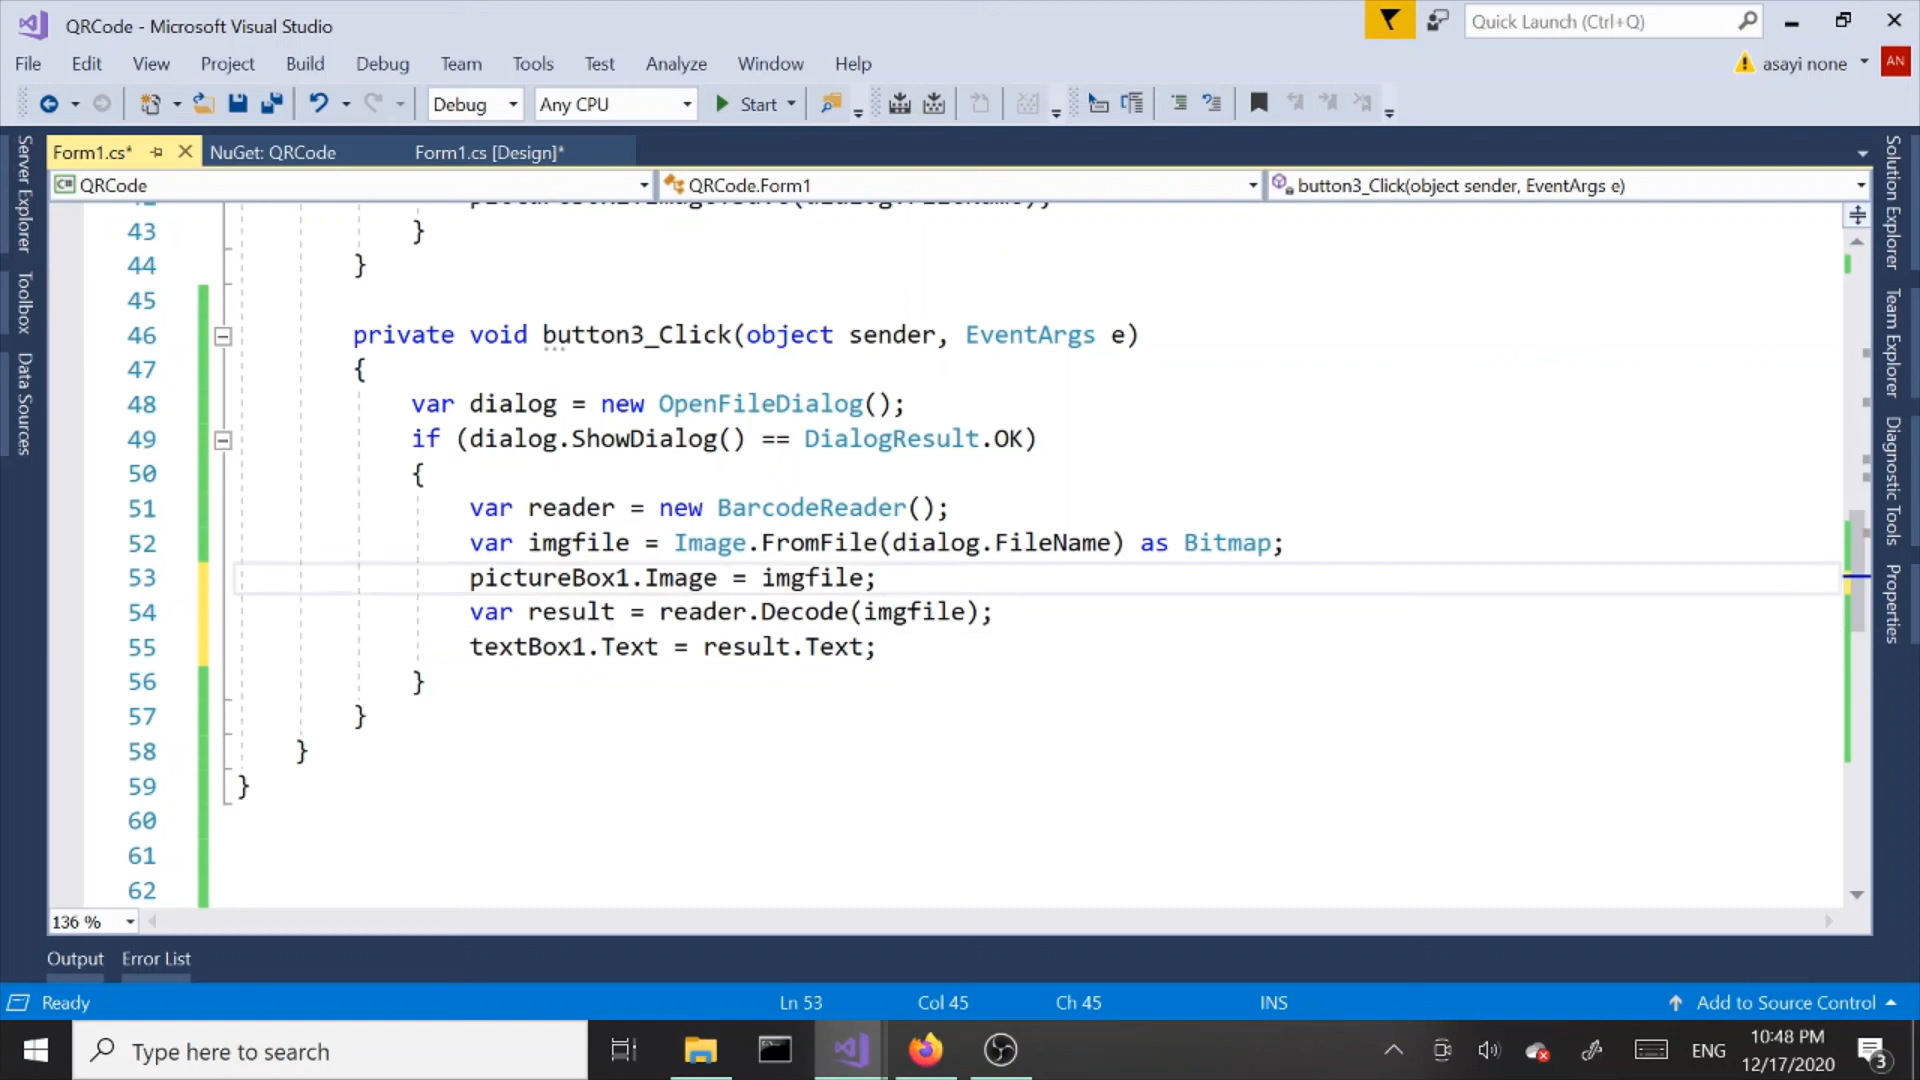 QRCode - Microsoft Visual Studio
Quick Launch (Ctrl+Q)
File Edit View Project Build Debug Team Tools Test Analyze Window Help
asayi none AN
Debug Any CPU Start
Form1.cs* NuGet: QRCode Form1.cs [Design]*
QRCode QRCode.Form1 button3_Click(object sender, EventArgs e)
Server Explorer
Toolbox
Data Sources
43 }
44 }
45
46 private void button3_Click(object sender, EventArgs e)
47 {
48 var dialog = new OpenFileDialog();
49 if (dialog.ShowDialog() == DialogResult.OK)
50 {
51 var reader = new BarcodeReader();
52 var imgfile = Image.FromFile(dialog.FileName) as Bitmap;
53 pictureBox1.Image = imgfile;
54 var result = reader.Decode(imgfile);
55 textBox1.Text = result.Text;
56 }
57 }
58 }
59 }
60
61
62
Solution Explorer
Team Explorer
Diagnostic Tools
Properties
136 %
Output Error List
Ready Ln 53 Col 45 Ch 45 INS Add to Source Control
Type here to search
ENG
10:48 PM
12/17/2020
3